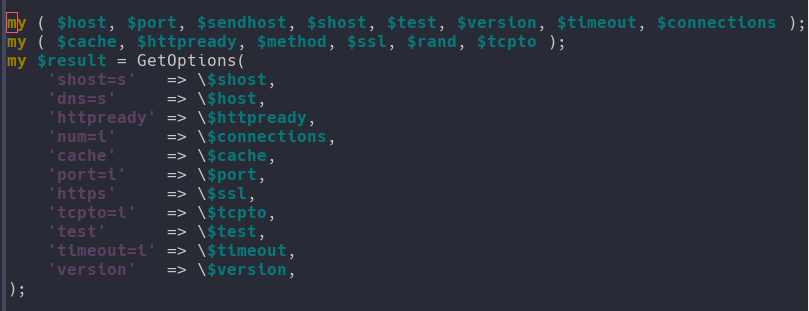 my ( $host, $port, $sendhost, $shost, $test, $version, $timeout, $connections );
my ( $cache, $httpready, $method, $ssl, $rand, $tcpto );
my $result = GetOptions(
    'shost=s'   => \$shost,
    'dns=s'     => \$host,
    'httpready' => \$httpready,
    'num=i'     => \$connections,
    'cache'     => \$cache,
    'port=i'    => \$port,
    'https'     => \$ssl,
    'tcpto=i'   => \$tcpto,
    'test'      => \$test,
    'timeout=i' => \$timeout,
    'version'   => \$version,
);